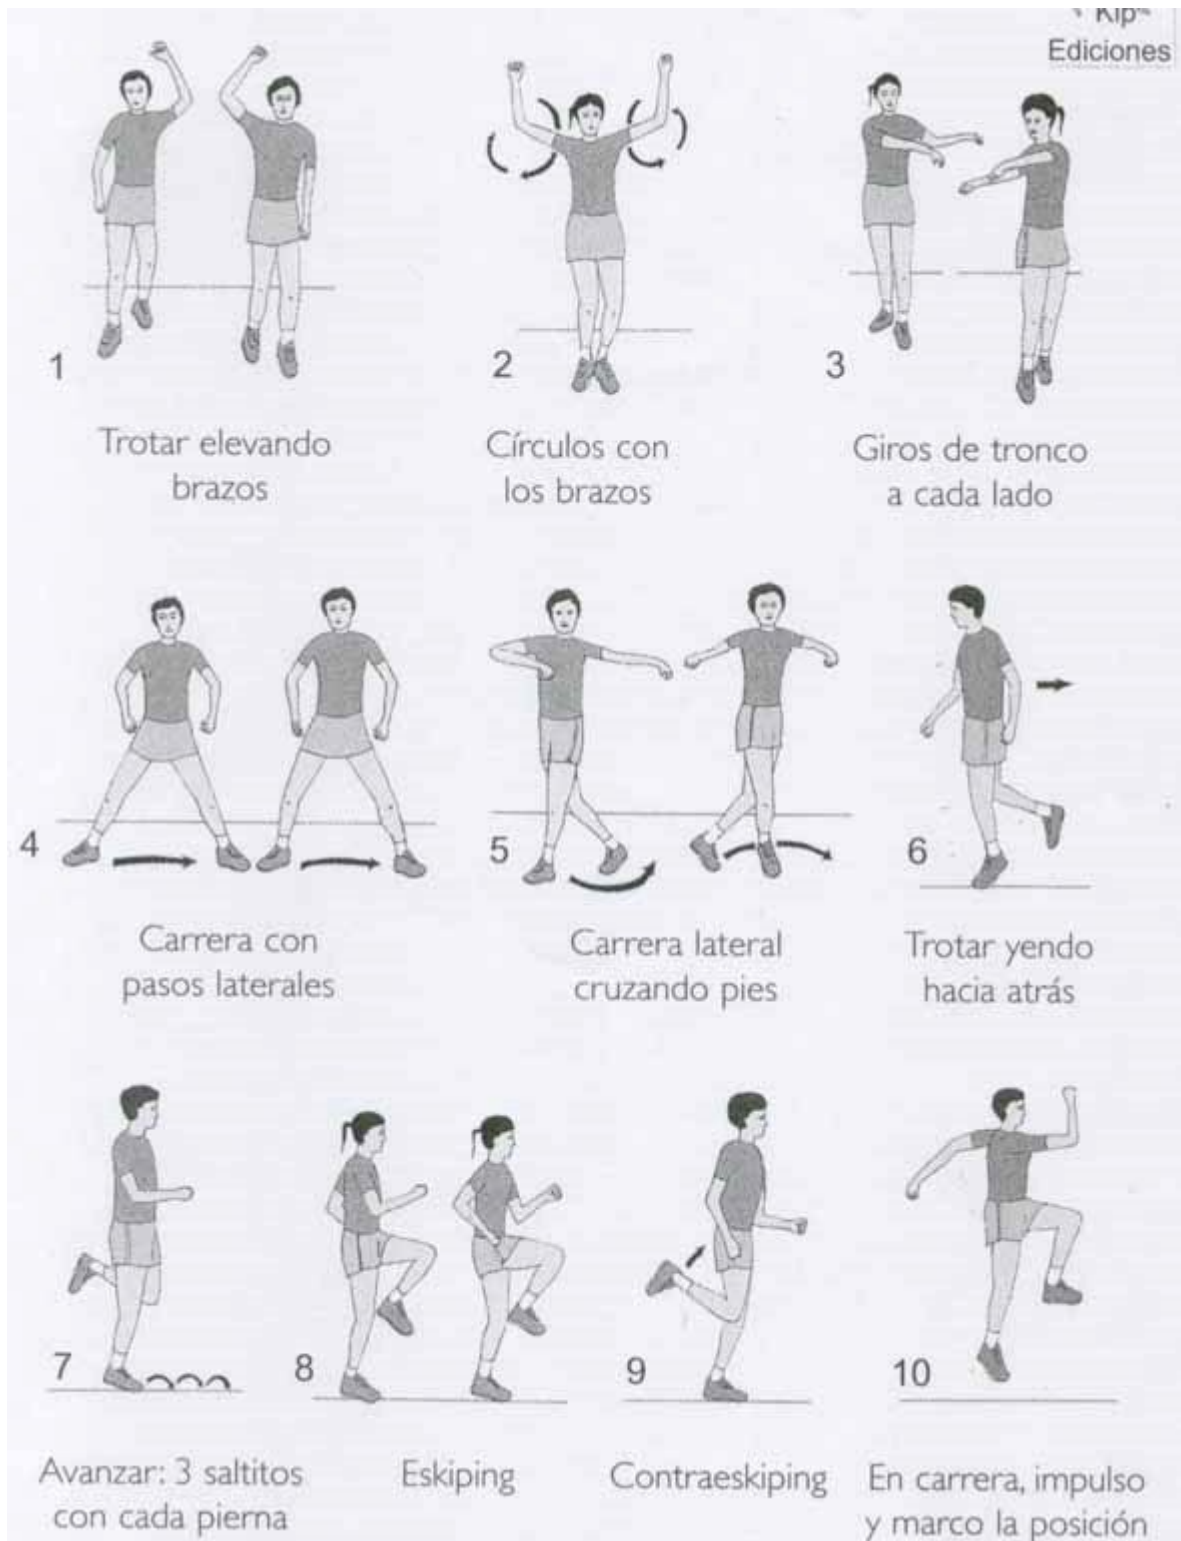 Kip
Ediciones
1
2
3
Trotar elevando
brazos
Círculos con
los brazos
Giros de tronco
a cada lado
4
5
6
Carrera con
pasos laterales
Carrera lateral
cruzando pies
Trotar yendo
hacia atrás
7
8
9
10
Avanzar: 3 saltitos
con cada pierna
Eskiping
Contraeskiping
En carrera, impulso
y marco la posición